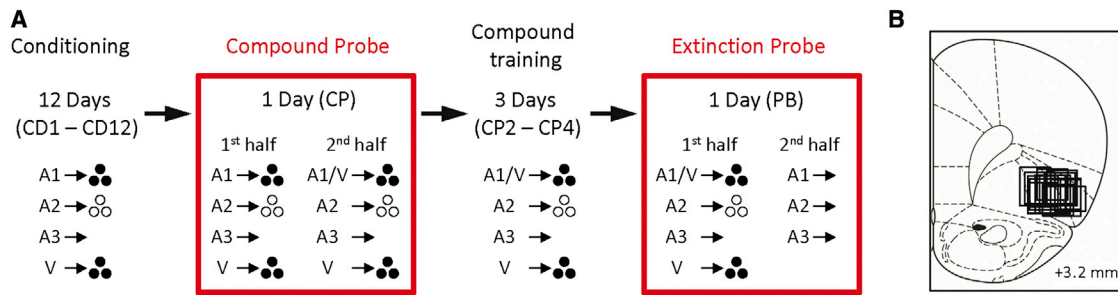 A
Conditioning
12 Days
(CD1 – CD12)
A1
A2
A3
V
Compound Probe
1 Day (CP)
1st half
2nd half
A1
A1/V
A2
A2
A3
A3
V
V
Compound
training
3 Days
(CP2 – CP4)
A1/V
A2
A3
V
Extinction Probe
1 Day (PB)
1st half
2nd half
A1/V
A1
A2
A2
A3
A3
V
B
+3.2 mm